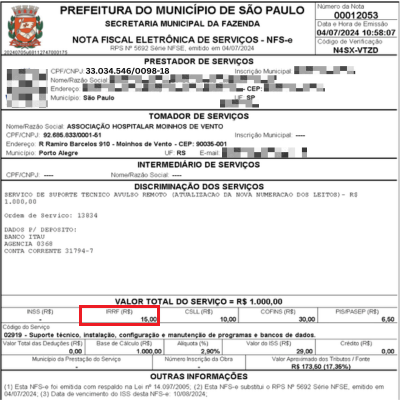 PREFEITURA DO MUNICÍPIO DE SÃO PAULO
SECRETARIA MUNICIPAL DA FAZENDA
NOTA FISCAL ELETRÔNICA DE SERVIÇOS - NFS-e
RPS Nº 5692 Série NFSE, emitido em 04/07/2024
Número da Nota
00012053
Data e Hora de Emissão
04/07/2024 10:58:07
Código de Verificação
N4SX-VTZD
PRESTADOR DE SERVIÇOS
CPF/CNPJ: 33.034.546/0098-18 Inscrição Municipal:
Nome/Razão Social:
Endereço: - CEP:
Município: São Paulo
TOMADOR DE SERVIÇOS
Nome/Razão Social: ASSOCIAÇÃO HOSPITALAR MOINHOS DE VENTO
CPF/CNPJ: 92.685.833/0001-51 Inscrição Municipal: ----
Endereço: R Ramiro Barcelos 910 - Moinhos de Vento - CEP: 90035-001
Município: Porto Alegre UF: RS E-mail:
INTERMEDIÁRIO DE SERVIÇOS
CPF/CNPJ: ---- Nome/Razão Social: ----
DISCRIMINAÇÃO DOS SERVIÇOS
SERVICO DE SUPORTE TECNICO AVULSO REMOTO (ATUALIZACAO DA NOVA NUMERACAO DOS LEITOS)- R$
1.000,00
Ordem de Servico: 12834
DADOS P/ DEPOSITO:
BANCO ITAU
AGENCIA 8368
CONTA CORRENTE 31794-7
VALOR TOTAL DO SERVIÇO = R$ 1.000,00
INSS (R$) IRRF (R$) CSLL (R$) COFINS (R$) PIS/PASEP (R$)
- 15,00 10,00 30,00 6,50
Código do Serviço
02919 - Suporte técnico, instalação, configuração e manutenção de programas e bancos de dados.
Valor Total das Deduções (R$) Base de Cálculo (R$) Alíquota (%) Valor do ISS (R$) Crédito (R$)
0,00 1.000,00 2,90% 29,00 0,00
Município da Prestação do Serviço Número Inscrição da Obra Valor Aproximado dos Tributos / Fonte
- - R$ 173,50 (17,35%)
OUTRAS INFORMAÇÕES
(1) Esta NFS-e foi emitida com respaldo na Lei nº 14.097/2005; (2) Esta NFS-e substitui o RPS Nº 5692 Série NFSE, emitido em
04/07/2024; (3) Data de vencimento do ISS desta NFS-e: 10/08/2024;